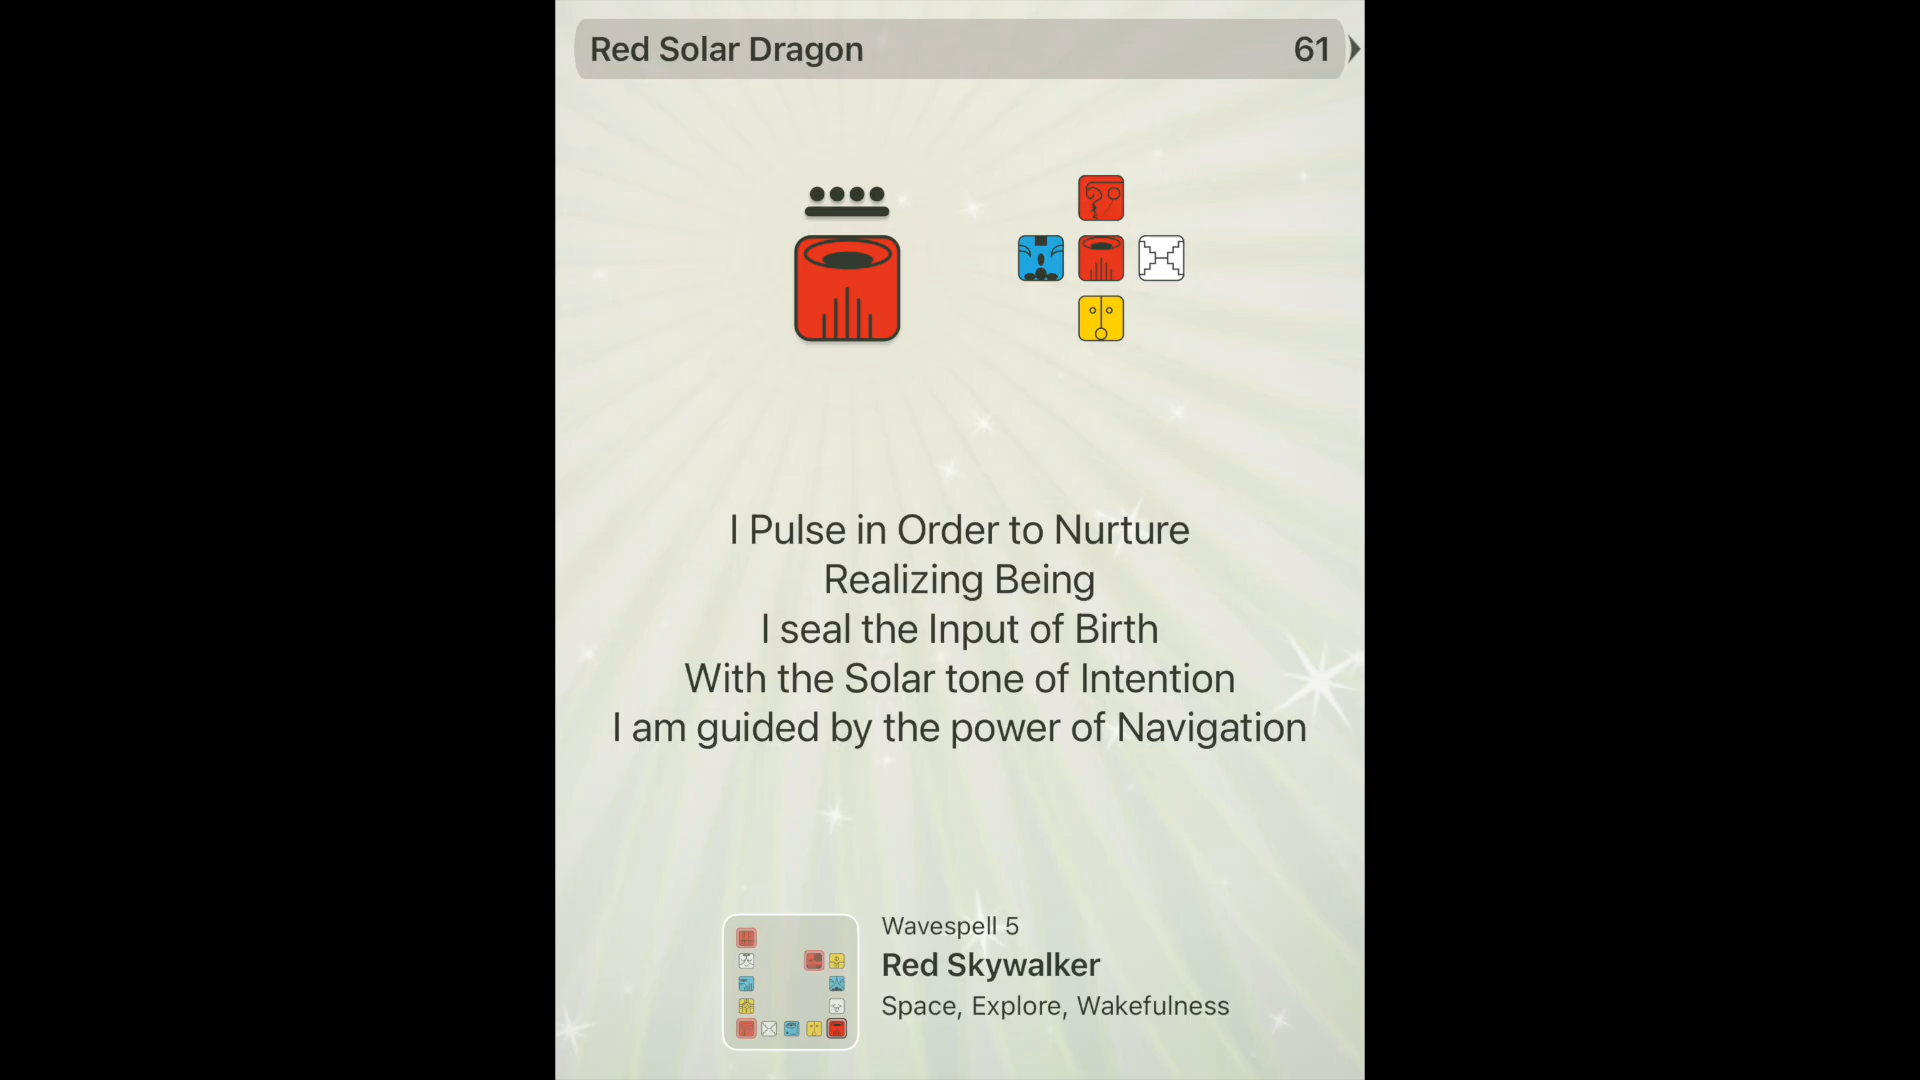 Red Solar Dragon 61
I Pulse in Order to Nurture
Realizing Being
I seal the Input of Birth
With the Solar tone of Intention
I am guided by the power of Navigation
Wavespell 5
Red Skywalker
Space, Explore, Wakefulness